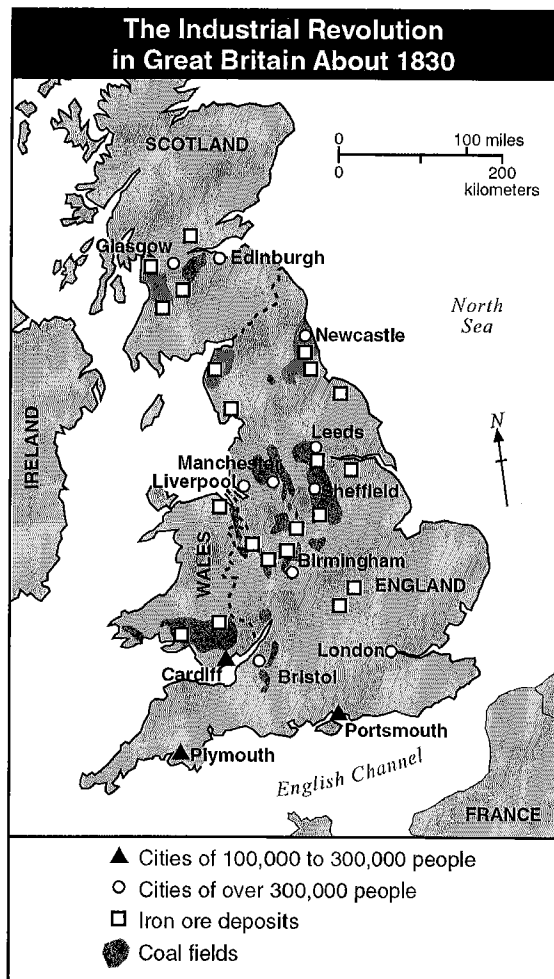 The Industrial Revolution
in Great Britain About 1830
SCOTLAND
0 100 miles
0 200
kilometers
Glasgow
Edinburgh
North
Sea
Newcastle
N
Leeds
Manchester
Liverpool
Sheffield
IRELAND
WALES
Birmingham
ENGLAND
London
Cardiff
Bristol
Portsmouth
Plymouth
English Channel
FRANCE
Cities of 100,000 to 300,000 people
Cities of over 300,000 people
Iron ore deposits
Coal fields